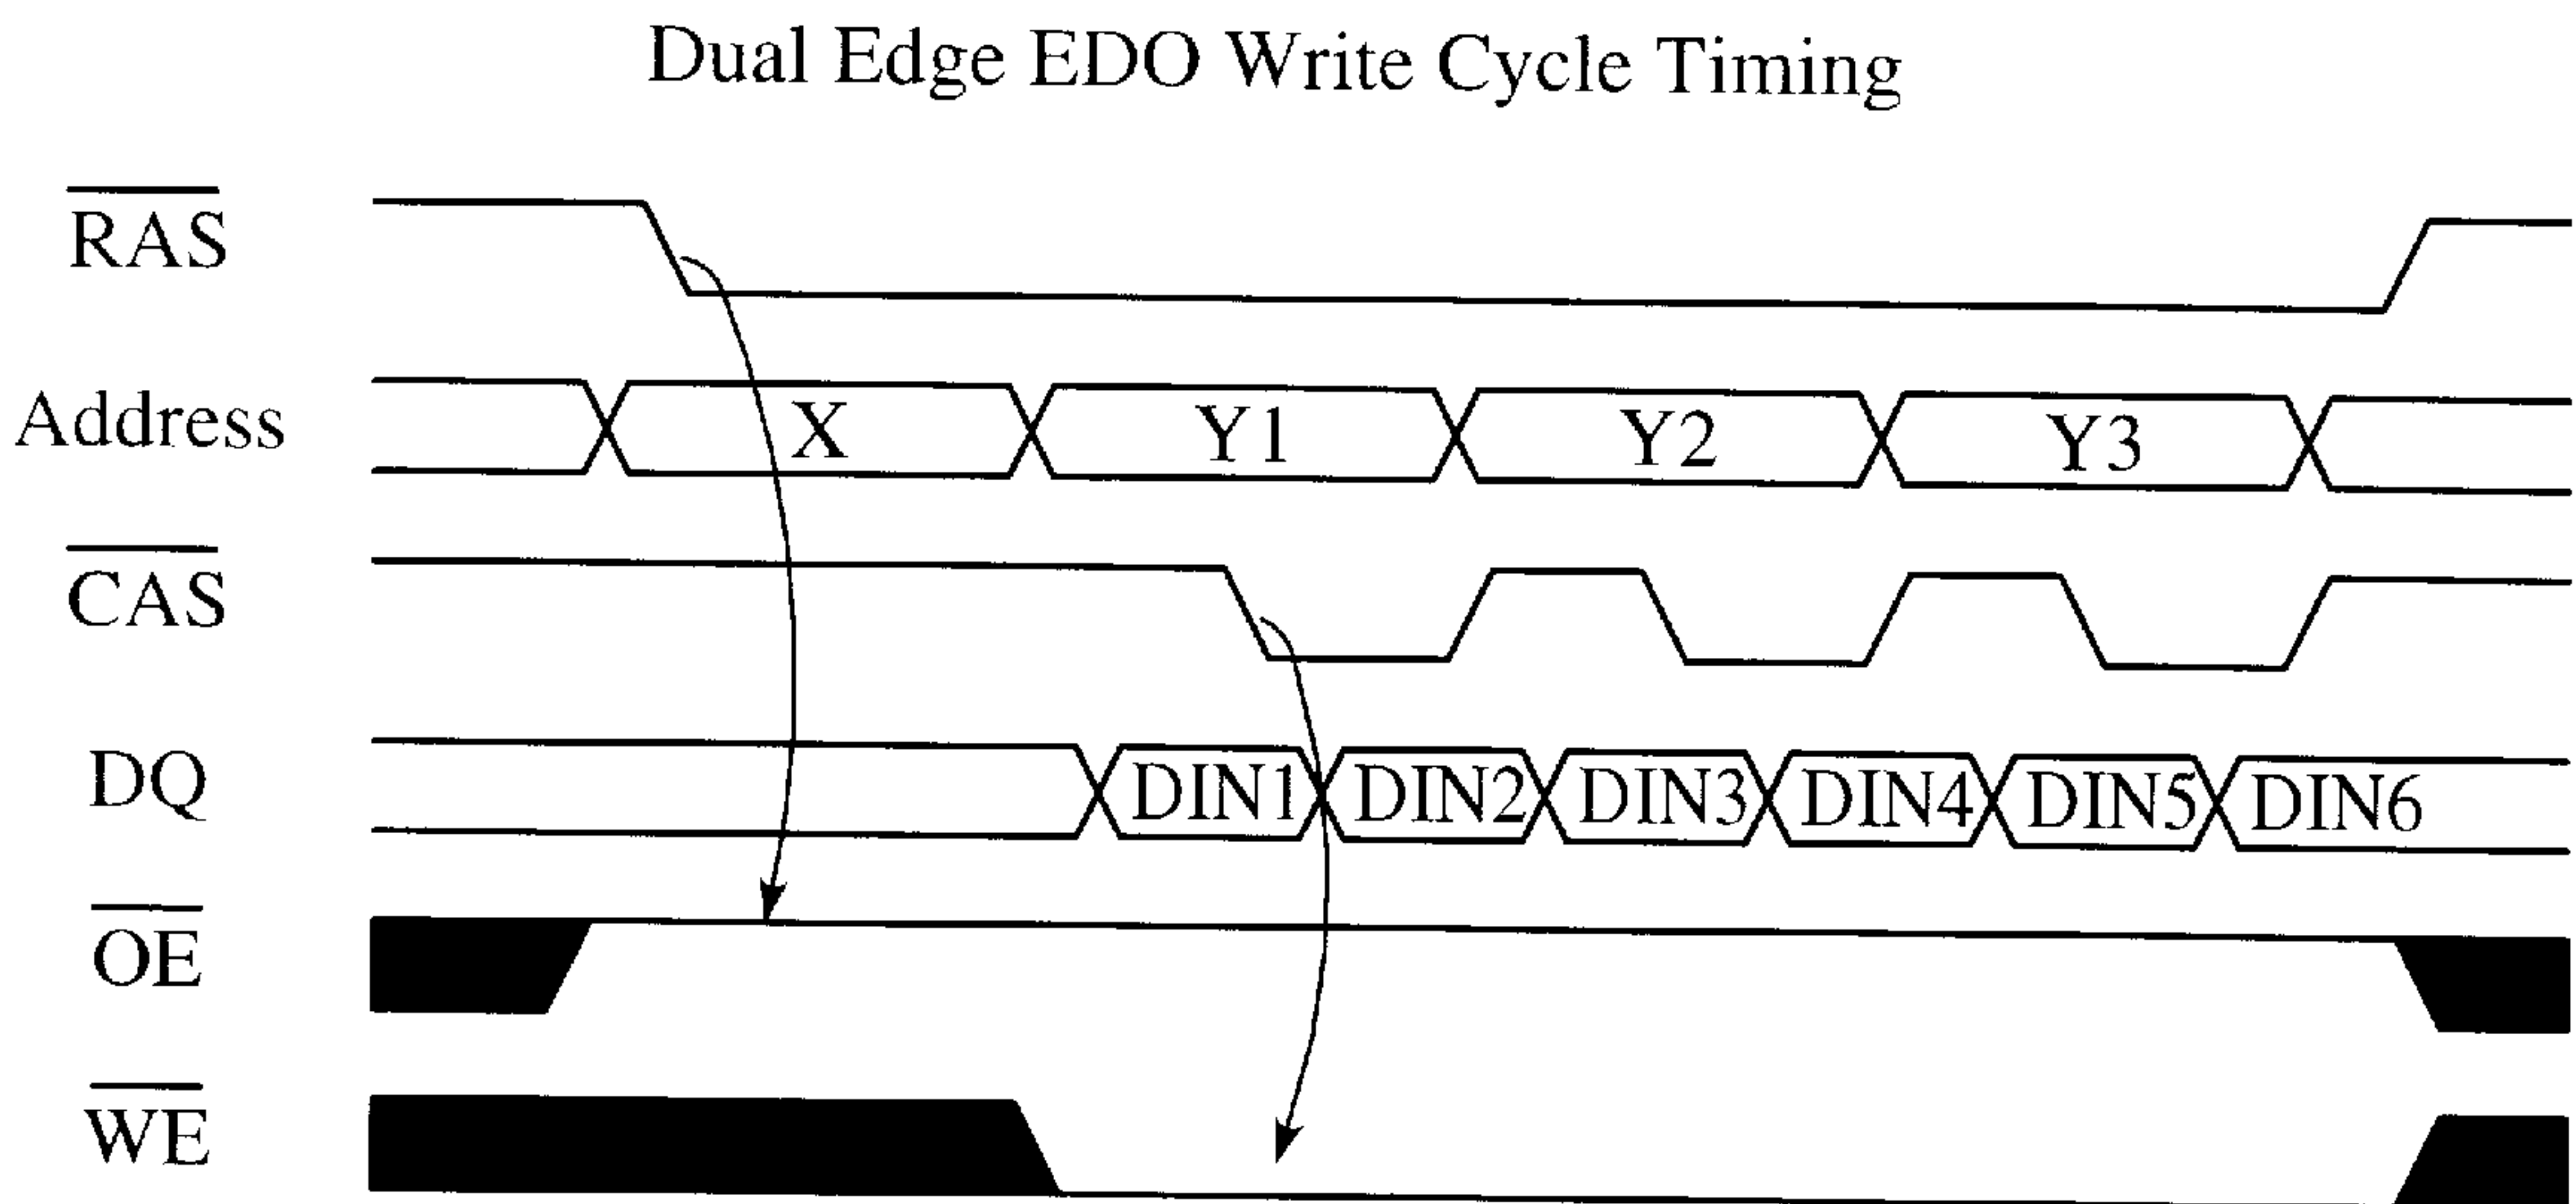 Dual Edge EDO Write Cycle Timing
RAS
Address X Y1 Y2 Y3
CAS
DQ DIN1 DIN2 DIN3 DIN4 DIN5 DIN6
OE
WE